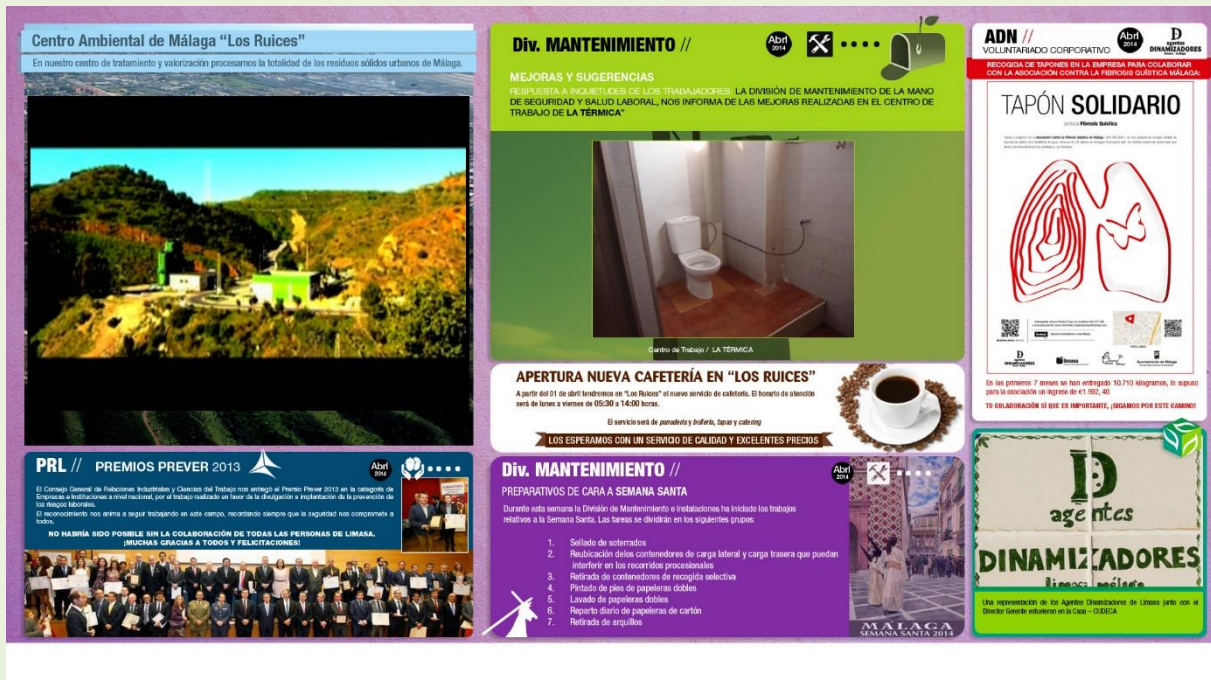 Centro Ambiental de Málaga “Los Ruices”
En nuestro centro de tratamiento y valorización procesamos la totalidad de los residuos sólidos urbanos de Málaga.
PRL // PREMIOS PREVER 2013
Abrl
2014
El Consejo General de Relaciones Industriales y Ciencias del Trabajo nos entregó el Premio Prever 2013 en la categoría de
Empresas e Instituciones a nivel nacional, por el trabajo realizado en favor de la divulgación e implantación de la prevención de
los riesgos laborales.
El reconocimiento nos anima a seguir trabajando en este campo, recordando siempre que la seguridad nos compromete a
todos.
NO HABRÍA SIDO POSIBLE SIN LA COLABORACIÓN DE TODAS LAS PERSONAS DE LIMASA.
¡MUCHAS GRACIAS A TODOS Y FELICITACIONES!
Div. MANTENIMIENTO //
Abrl
2014
MEJORAS Y SUGERENCIAS
RESPUESTA A INQUIETUDES DE LOS TRABAJADORES: LA DIVISIÓN DE MANTENIMIENTO DE LA MANO
DE SEGURIDAD Y SALUD LABORAL, NOS INFORMA DE LAS MEJORAS REALIZADAS EN EL CENTRO DE
TRABAJO DE LA TÉRMICA”
Centro de Trabajo / LA TÉRMICA
APERTURA NUEVA CAFETERÍA EN “LOS RUICES”
A partir del 01 de abril tendremos en “Los Ruices” el nuevo servicio de cafetería. El horario de atención
será de lunes a viernes de 05:30 a 14:00 horas.
El servicio será de panadería y bollería, tapas y catering
LOS ESPERAMOS CON UN SERVICIO DE CALIDAD Y EXCELENTES PRECIOS
Div. MANTENIMIENTO //
Abrl
2014
PREPARATIVOS DE CARA A SEMANA SANTA
Durante esta semana la División de Mantenimiento e Instalaciones ha iniciado los trabajos
relativos a la Semana Santa. Las tareas se dividirán en los siguientes grupos:
1. Sellado de soterrados
2. Reubicación delos contenedores de carga lateral y carga trasera que puedan
interferir en los recorridos procesionales
3. Retirada de contenedores de recogida selectiva
4. Pintado de pies de papeleras dobles
5. Lavado de papeleras dobles
6. Reparto diario de papeleras de cartón
7. Retirada de arquillos
MALAGA
SEMANA SANTA 2014
ADN //
VOLUNTARIADO CORPORATIVO
Abrl
2014
agentes
DINAMIZADORES
RECOGIDA DE TAPONES EN LA EMPRESA PARA COLABORAR
CON LA ASOCIACIÓN CONTRA LA FIBROSIS QUÍSTICA MÁLAGA:
TAPÓN SOLIDARIO
contra la Fibrosis Quística
agentes
DINAMIZADORES
limasa
Ayuntamiento de Málaga
En los primeros 7 meses se han entregado 10.710 kilogramos, lo supuso
para la asociación un ingreso de €1.592, 40
TU COLABORACIÓN SÍ QUE ES IMPORTANTE, ¡SIGAMOS POR ESTE CAMINO!
D
agentes
DINAMIZADORES
limasa málaga
Una representación de los Agentes Dinamizadores de Limasa junto con el
Director Gerente estuvieron en la Casa – CUDECA